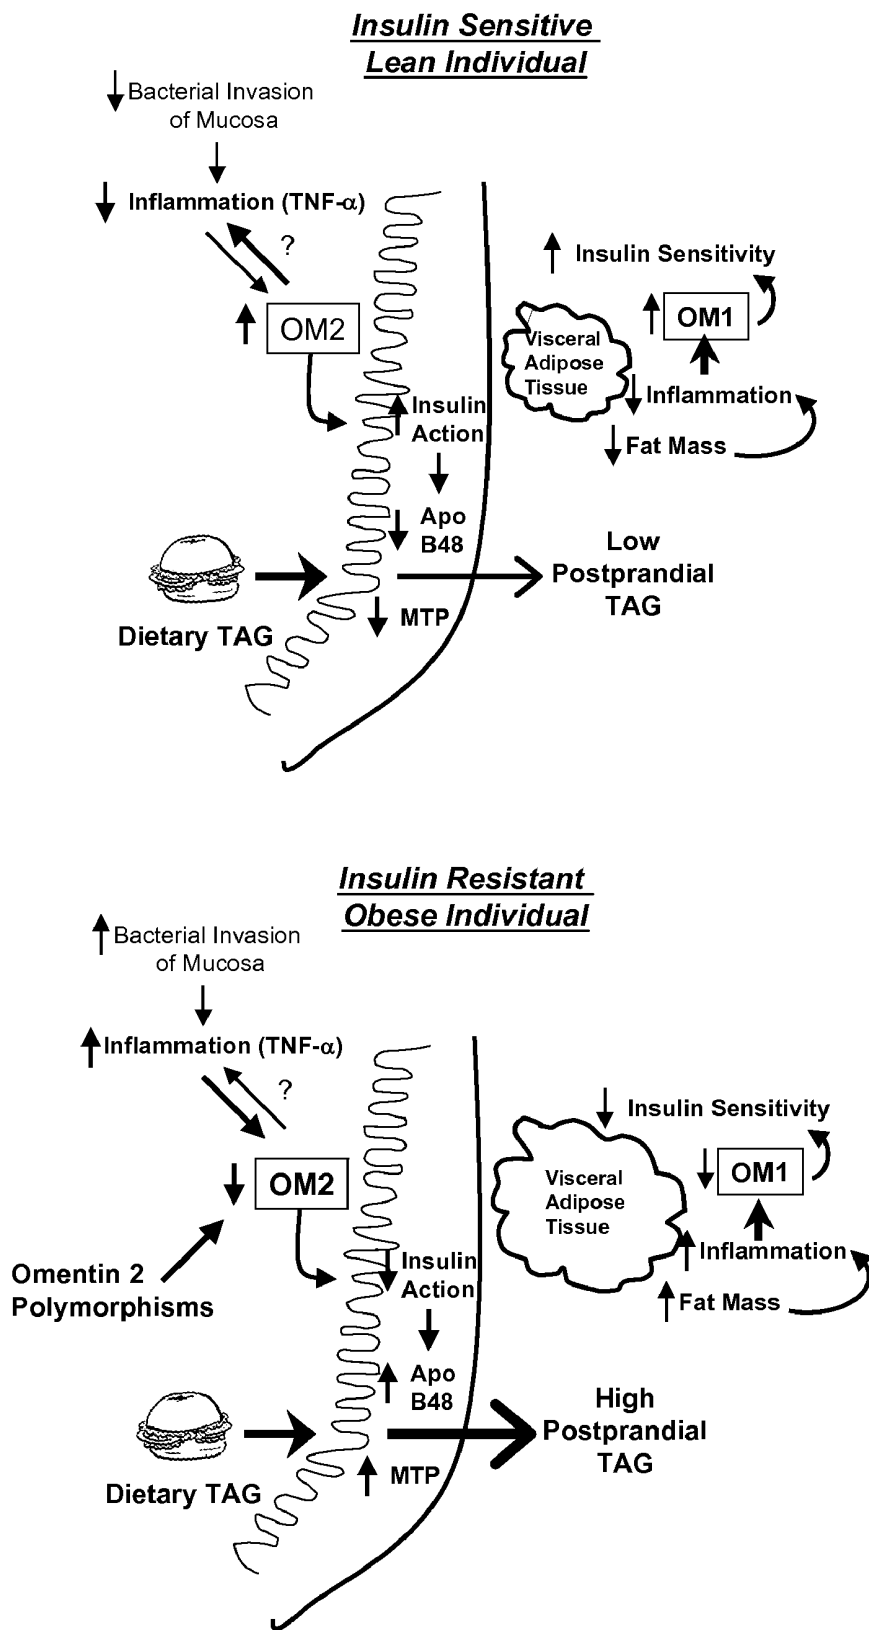 Insulin Sensitive
Lean Individual
Bacterial Invasion
of Mucosa
Inflammation (TNF-α)
?
OM2
Insulin
Action
Apo
B48
MTP
Dietary TAG
Low
Postprandial
TAG
Insulin Sensitivity
OM1
Visceral
Adipose
Tissue
Inflammation
Fat Mass
Insulin Resistant
Obese Individual
Bacterial Invasion
of Mucosa
Inflammation (TNF-α)
?
OM2
Omentin 2
Polymorphisms
Insulin
Action
Apo
B48
MTP
Dietary TAG
High
Postprandial
TAG
Insulin Sensitivity
OM1
Visceral
Adipose
Tissue
Inflammation
Fat Mass